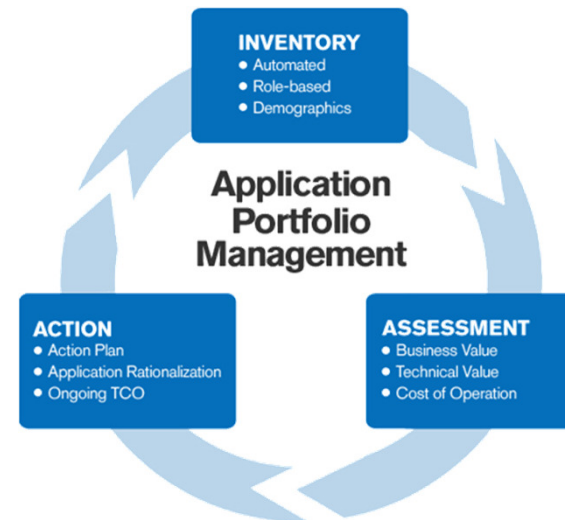 INVENTORY
• Automated
• Role-based
• Demographics
Application
Portfolio
Management
ACTION
• Action Plan
• Application Rationalization
• Ongoing TCO
ASSESSMENT
• Business Value
• Technical Value
• Cost of Operation